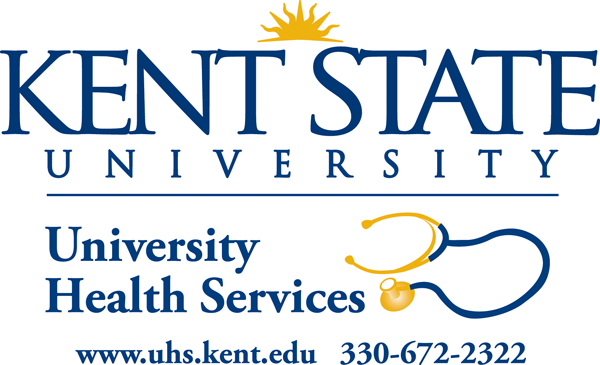 KENT STATE
UNIVERSITY
University
Health Services
www.uhs.kent.edu 330-672-2322